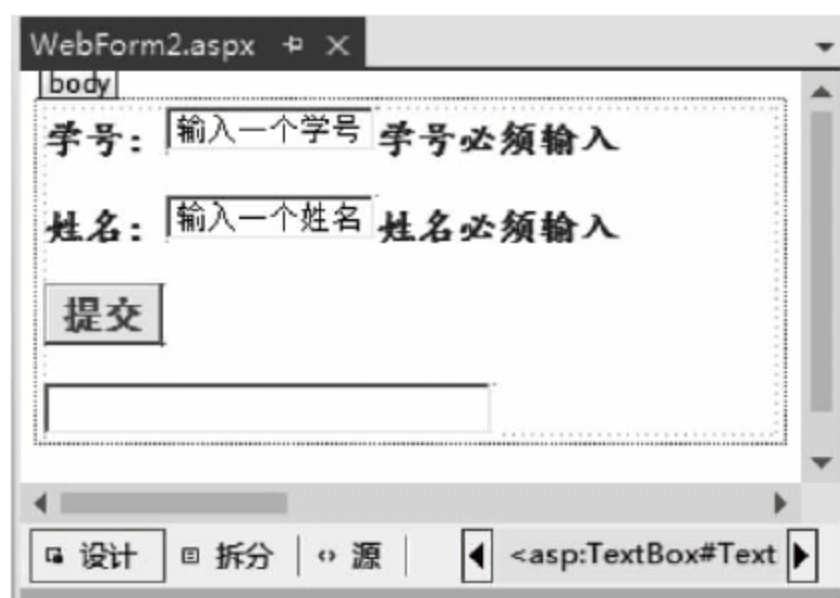 WebForm2.aspx
body
学号: 输入一个学号 学号必须输入
姓名: 输入一个姓名 姓名必须输入
提交
设计 拆分 源 <asp:TextBox#Text